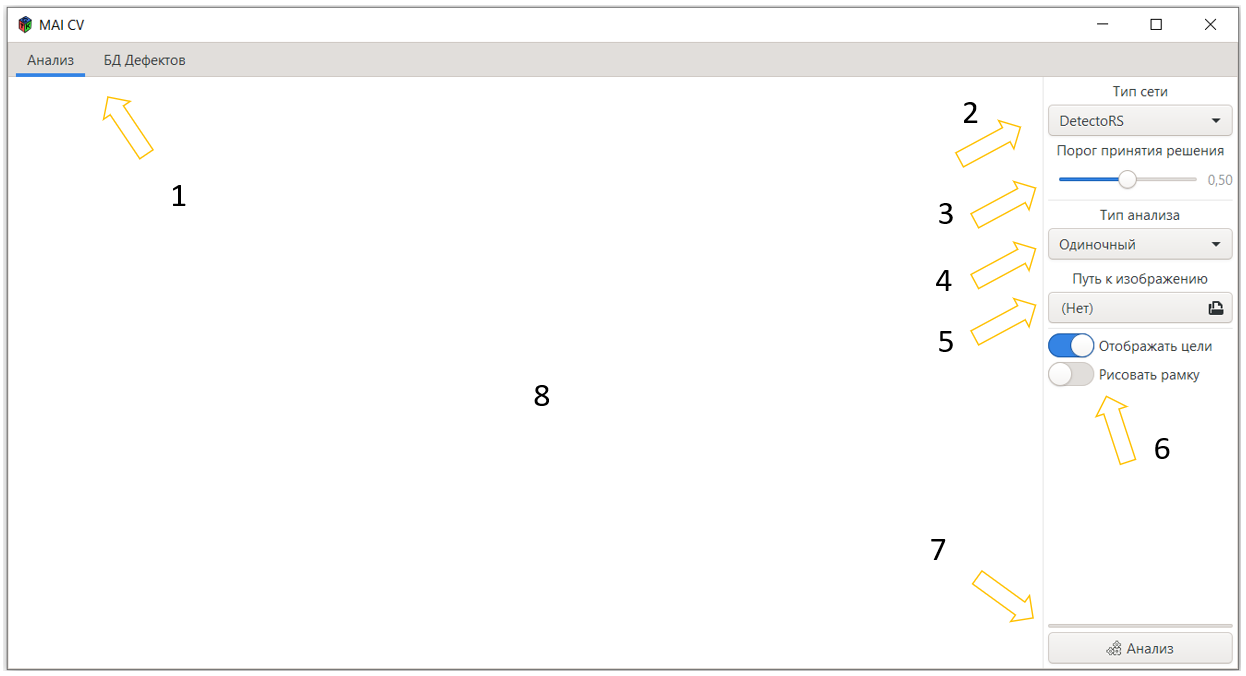 MAI CV
Анализ БД Дефектов
Тип сети
2
DetectoRS
Порог принятия решения
1
3
0,50
Тип анализа
4
Одиночный
Путь к изображению
5
(Нет)
Отображать цели
Рисовать рамку
8
6
7
Анализ